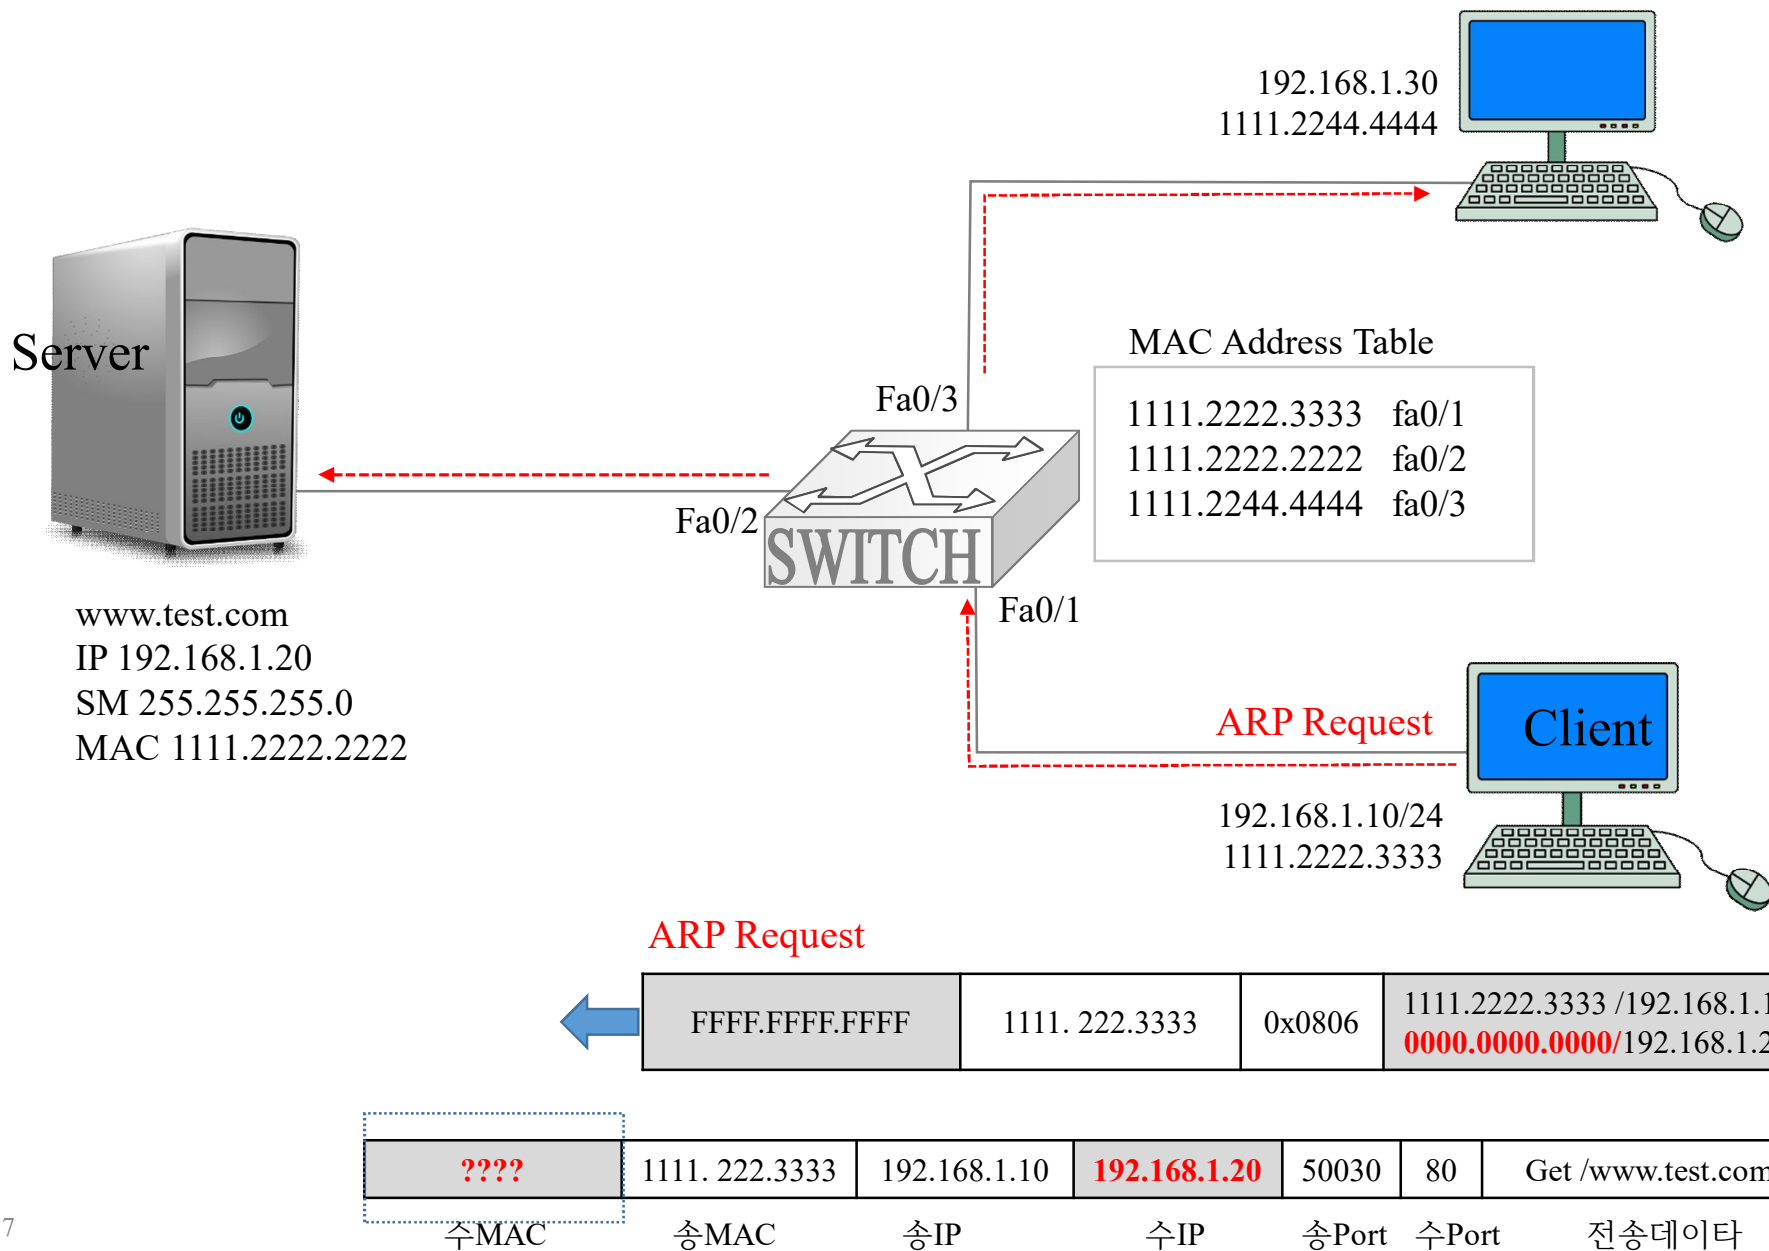 192.168.1.30
1111.2244.4444
Server
MAC Address Table
Fa0/3
1111.2222.3333 fa0/1
1111.2222.2222 fa0/2
1111.2244.4444 fa0/3
Fa0/2
SWITCH
Fa0/1
www.test.com
IP 192.168.1.20
SM 255.255.255.0
MAC 1111.2222.2222
ARP Request
Client
192.168.1.10/24
1111.2222.3333
ARP Request
FFFF.FFFF.FFFF 1111. 222.3333 0x0806 1111.2222.3333 /192.168.1.1
0000.0000.0000/192.168.1.2
???? 1111. 222.3333 192.168.1.10 192.168.1.20 50030 80 Get /www.test.com
수MAC 송MAC 송IP 수IP 송Port 수Port 전송데이타
7